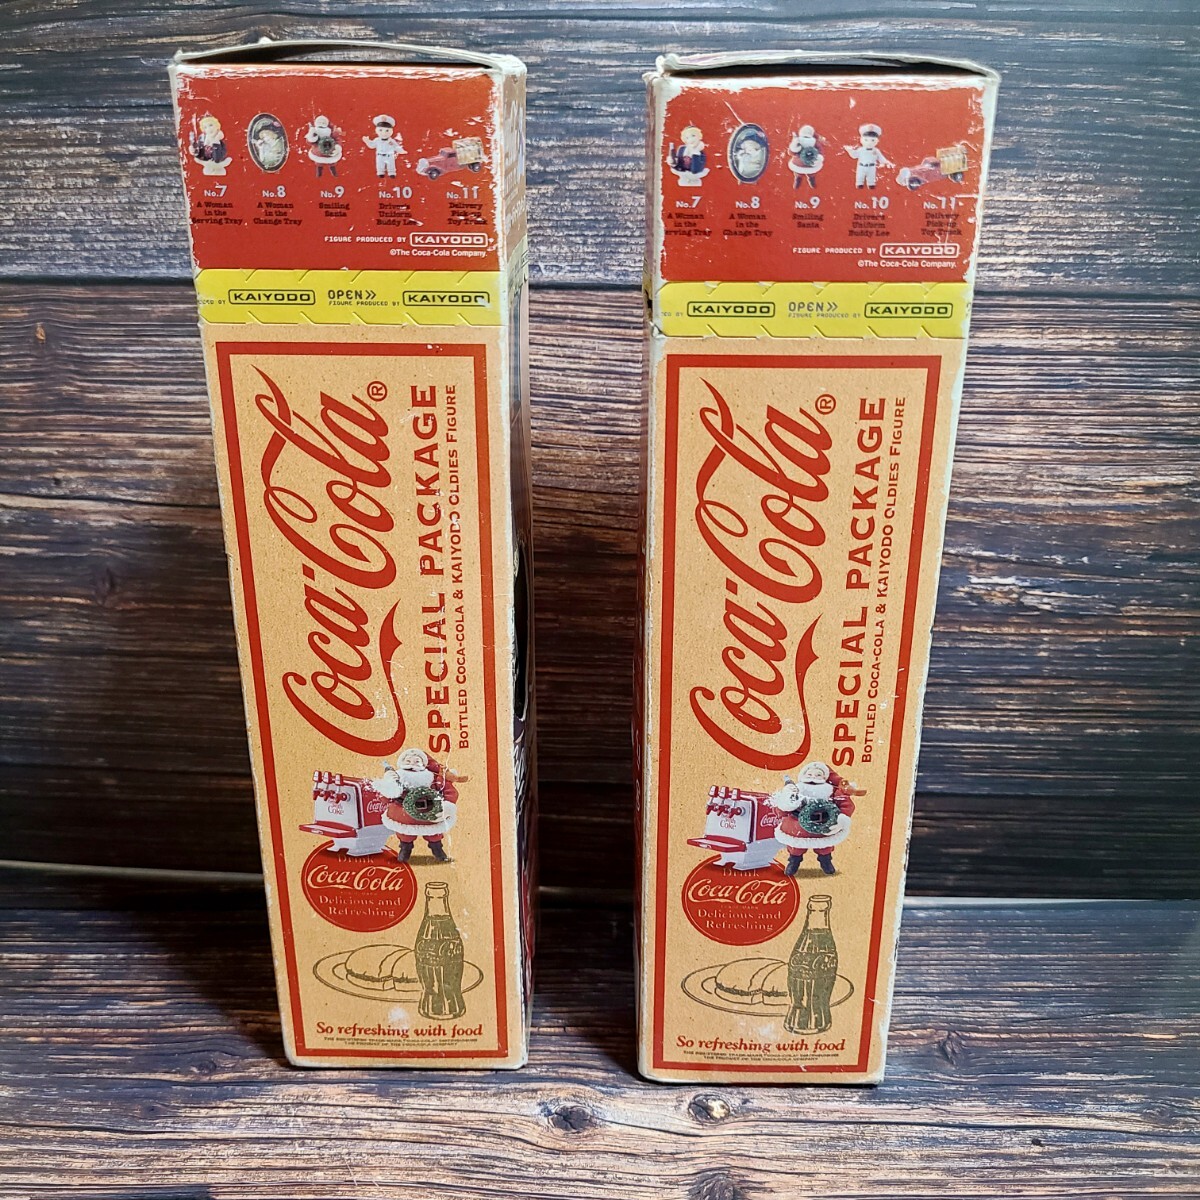 No.7 No.8 No.9 No.10 No.11
A Woman in the Serving Tray
A Woman in the Change Tray
Smiling Santa
Driver's Uniform Buddy Lee
Delivery Pick-up Toy Truck
FIGURE PRODUCED BY KAIYODO
©The Coca-Cola Company.
KAIYODO OPEN>> FIGURE PRODUCED BY KAIYODO
Coca-Cola®
SPECIAL PACKAGE
BOTTLED COCA-COLA & KAIYODO OLDIES FIGURE
Drink
Coca-Cola
Delicious and
Refreshing
So refreshing with food
No.7 No.8 No.9 No.10 No.11
A Woman in the Serving Tray
A Woman in the Change Tray
Smiling Santa
Driver's Uniform Buddy Lee
Delivery Pick-up Toy Truck
FIGURE PRODUCED BY KAIYODO
©The Coca-Cola Company.
KAIYODO OPEN>> FIGURE PRODUCED BY KAIYODO
Coca-Cola®
SPECIAL PACKAGE
BOTTLED COCA-COLA & KAIYODO OLDIES FIGURE
Drink
Coca-Cola
Delicious and
Refreshing
So refreshing with food